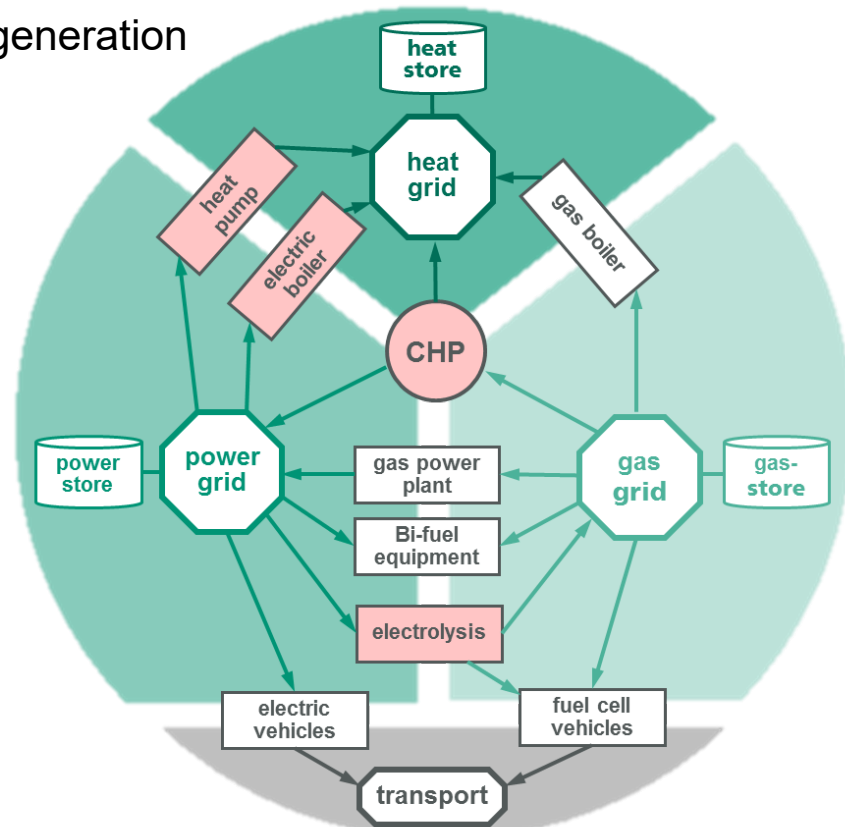 generation
heat
store
heat
grid
heat
pump
electric
boiler
gas boiler
CHP
power
store
power
grid
gas power
plant
gas
grid
gas-
store
Bi-fuel
equipment
electrolysis
electric
vehicles
fuel cell
vehicles
transport